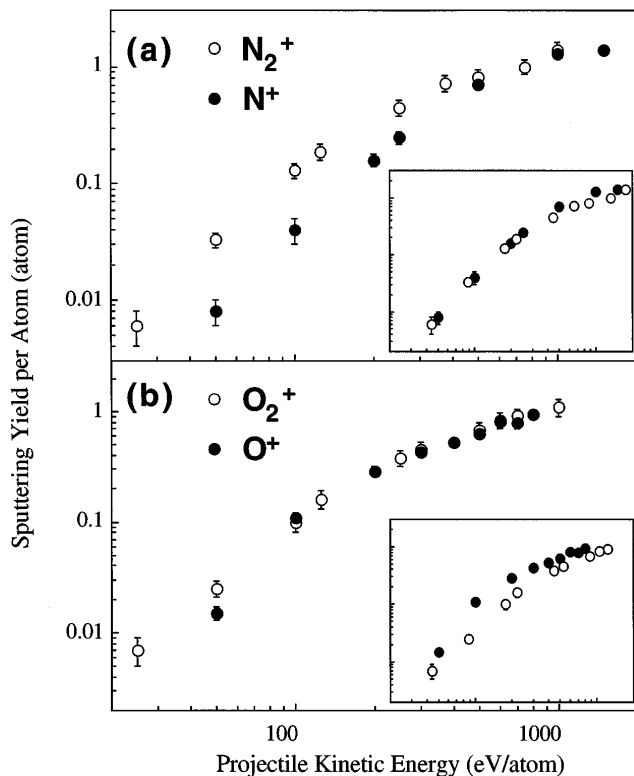 (a)
N₂⁺
N⁺
1
0.1
0.01
(b)
O₂⁺
O⁺
1
0.1
0.01
100
1000
Sputtering Yield per Atom (atom)
Projectile Kinetic Energy (eV/atom)